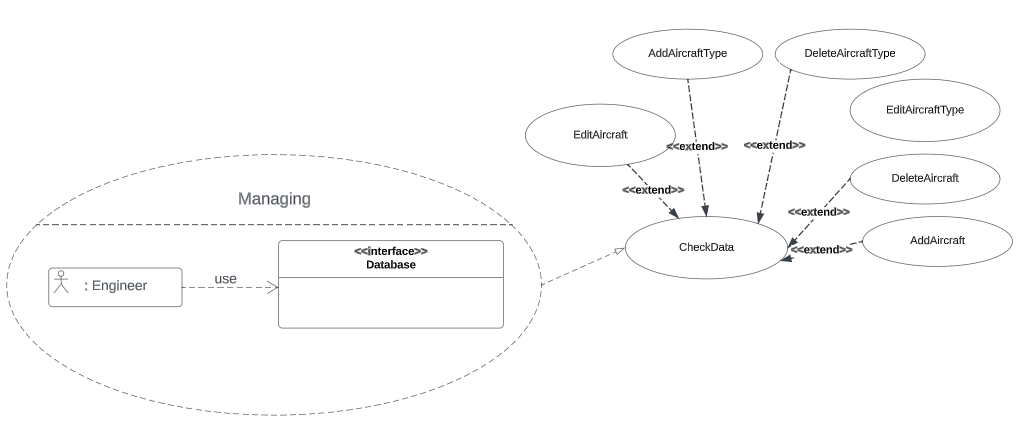 AddAircraftType
DeleteAircraftType
EditAircraftType
EditAircraft
<<extend>>
<<extend>>
DeleteAircraft
<<extend>>
Managing
<<extend>>
AddAircraft
CheckData
<<extend>>
<<interface>>
Database
: Engineer
use